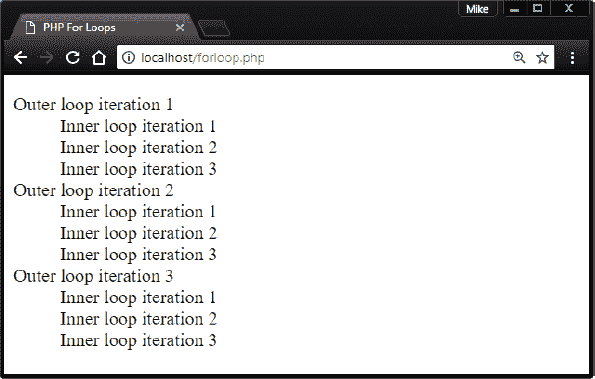 Mike
PHP For Loops
localhost/forloop.php
Outer loop iteration 1
Inner loop iteration 1
Inner loop iteration 2
Inner loop iteration 3
Outer loop iteration 2
Inner loop iteration 1
Inner loop iteration 2
Inner loop iteration 3
Outer loop iteration 3
Inner loop iteration 1
Inner loop iteration 2
Inner loop iteration 3